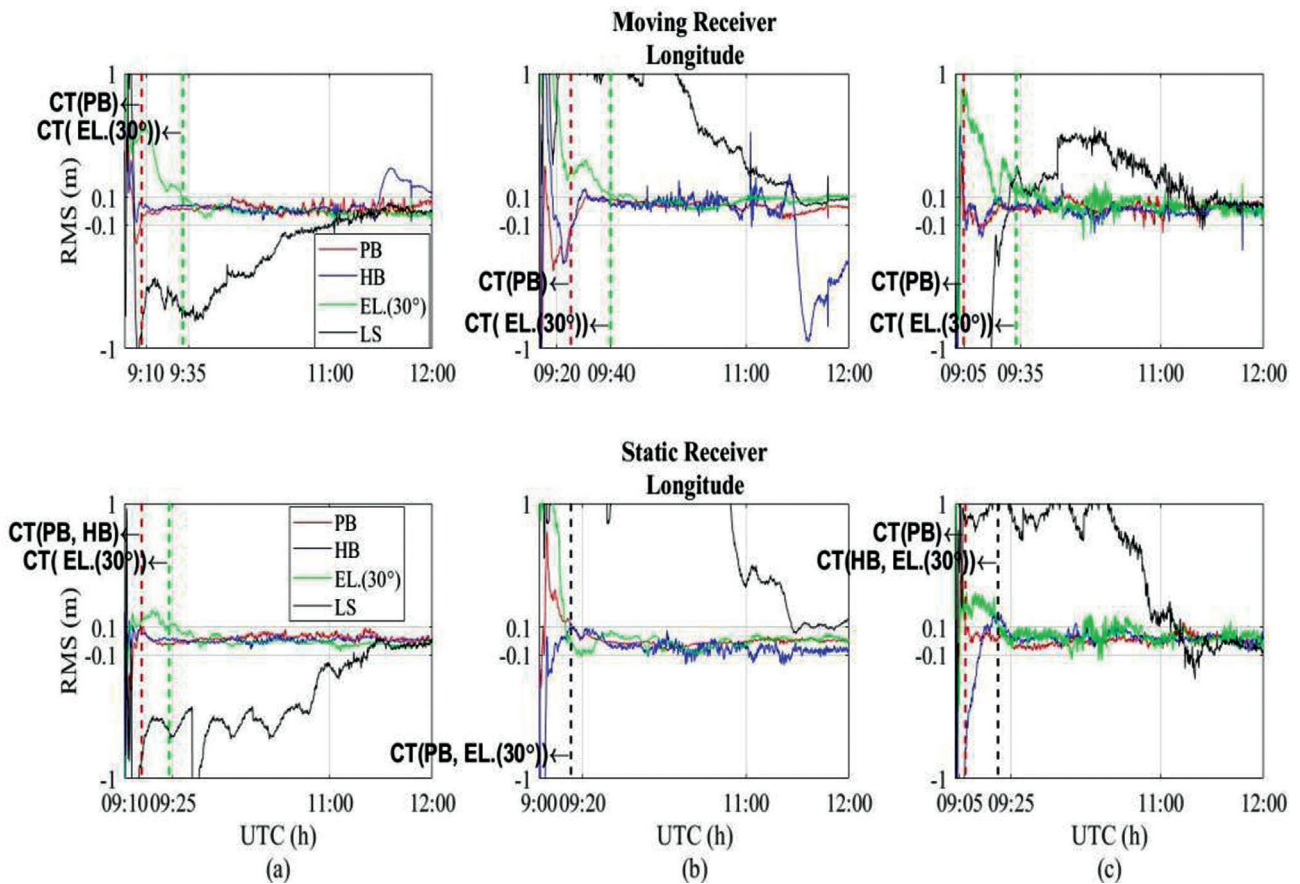 Moving Receiver
Longitude
RMS (m)
1
0.1
-0.1
-1
CT(PB)←
CT( EL.(30°))←
PB
HB
EL.(30°)
LS
9:10 9:35 11:00 12:00
1
0.1
-0.1
-1
CT(PB)←
CT( EL.(30°))←
09:20 09:40 11:00 12:00
1
0.1
-0.1
-1
CT(PB)←
CT( EL.(30°))←
09:05 09:35 11:00 12:00
Static Receiver
Longitude
RMS (m)
1
0.1
-0.1
-1
CT(PB, HB)←
CT( EL.(30°))←
PB
HB
EL.(30°)
LS
09:10 09:25 11:00 12:00
UTC (h)
(a)
1
0.1
-0.1
-1
CT(PB, EL.(30°))←
9:00 09:20 11:00 12:00
UTC (h)
(b)
1
0.1
-0.1
-1
CT(PB)←
CT(HB, EL.(30°))←
09:05 09:25 11:00 12:00
UTC (h)
(c)